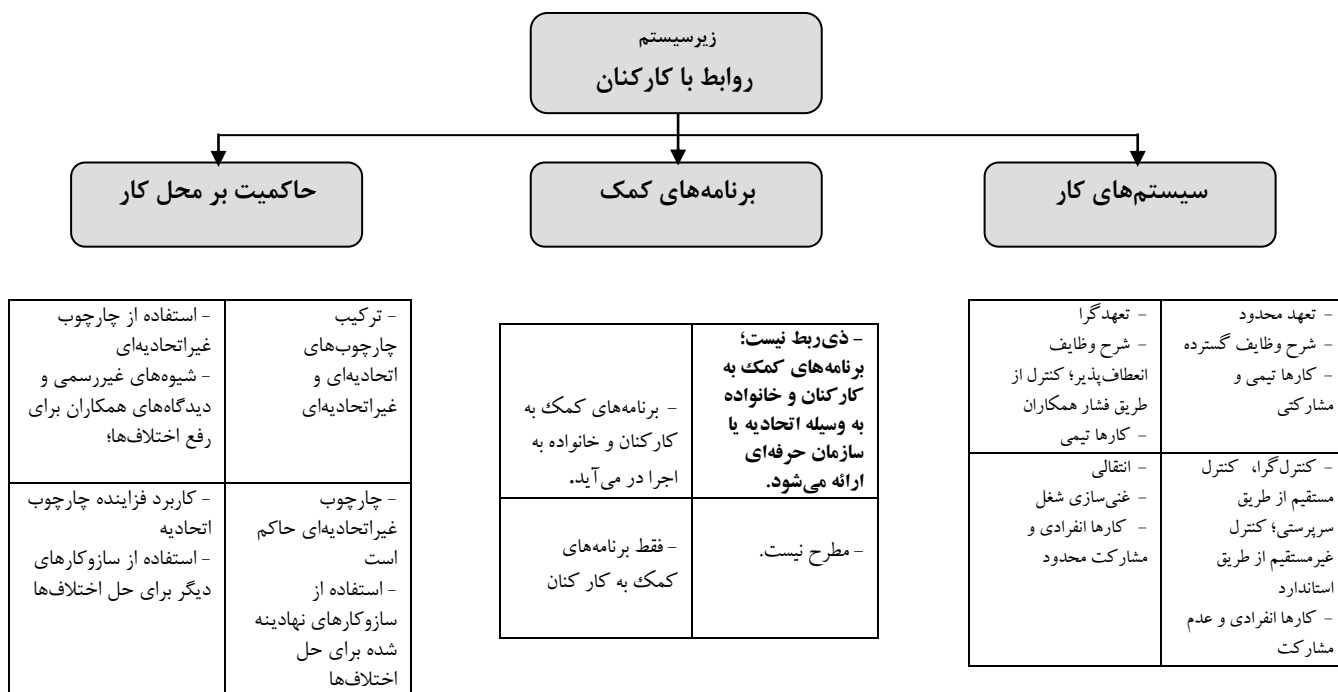 زیرسیستم
روابط با کارکنان
سیستم‌های کار
برنامه‌های کمک
حاکمیت بر محل کار
- تعهد محدود
- شرح وظایف گسترده
- کارها تیمی و
مشارکتی
- تعهدگرا
- شرح وظایف
انعطاف‌پذیر؛ کنترل از
طریق فشار همکاران
- کارها تیمی
- کنترل‌گرا، کنترل
مستقیم از طریق
سرپرستی؛ کنترل
غیرمستقیم از طریق
استاندارد
- کارها انفرادی و عدم
مشارکت
- انتقالی
- غنی‌سازی شغل
- کارها انفرادی و
مشارکت محدود
- ذی‌ربط نیست؛
برنامه‌های کمک به
کارکنان و خانواده
به وسیله اتحادیه یا
سازمان حرفه‌ای
ارائه می‌شود.
- برنامه‌های کمک به
کارکنان و خانواده به
اجرا در می‌آید.
- مطرح نیست.
- فقط برنامه‌های
کمک به کار کنان
- ترکیب
چارچوب‌های
اتحادیه‌ای و
غیراتحادیه‌ای
- استفاده از چارچوب
غیراتحادیه‌ای
- شیوه‌های غیررسمی و
دیدگاه‌های همکاران برای
رفع اختلاف‌ها؛
- چارچوب
غیراتحادیه‌ای حاکم
است
- استفاده از
سازوکارهای نهادینه
شده برای حل
اختلاف‌ها
- کاربرد فزاینده چارچوب
اتحادیه
- استفاده از سازوکارهای
دیگر برای حل اختلاف‌ها